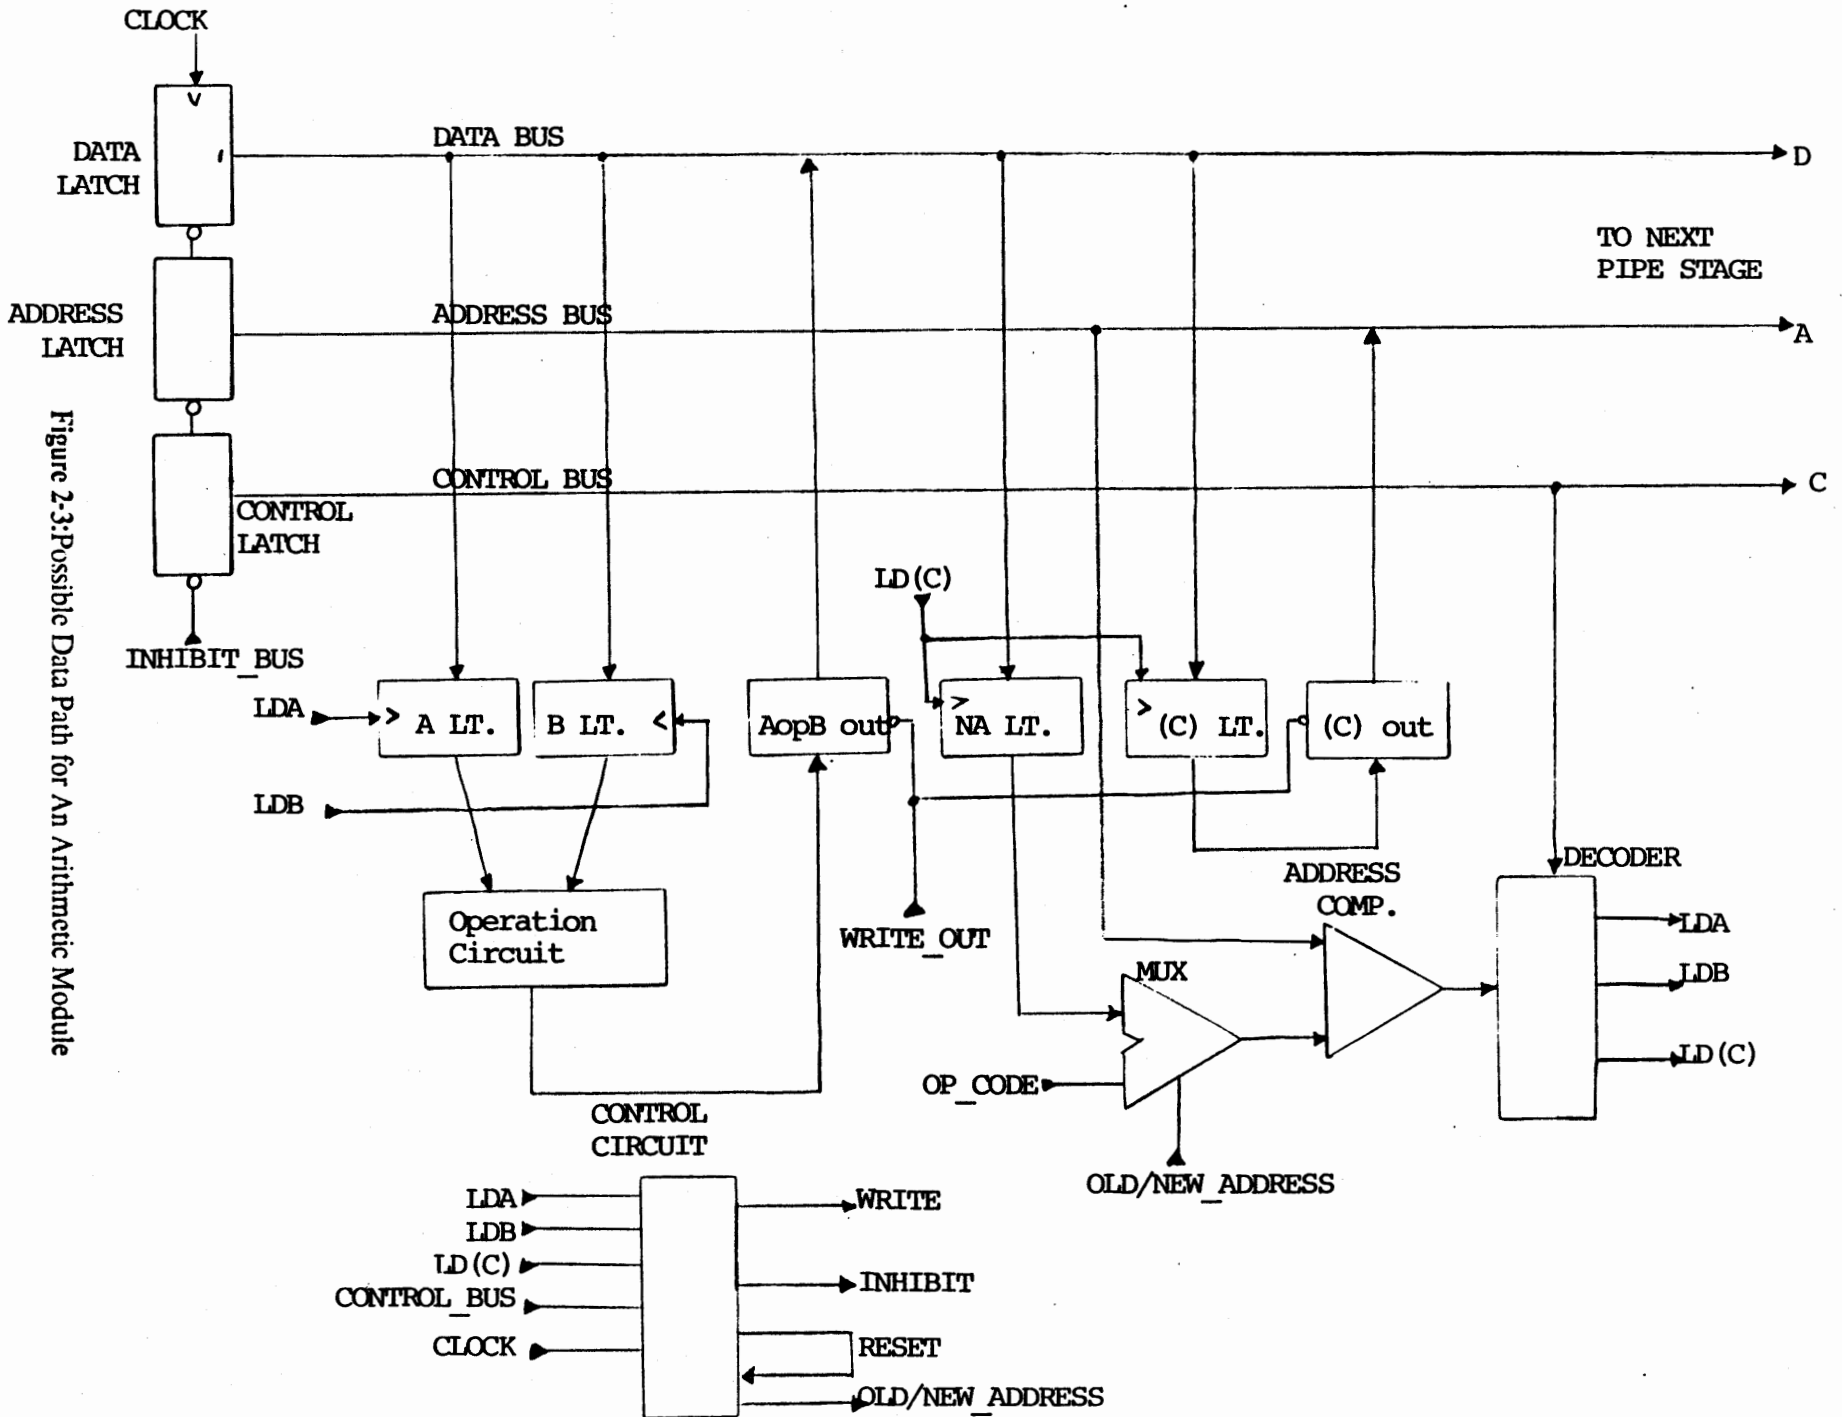 CLOCK
DATA
LATCH
DATA BUS
D
TO NEXT
PIPE STAGE
ADDRESS
LATCH
ADDRESS BUS
A
CONTROL BUS
C
CONTROL
LATCH
INHIBIT_BUS
LD(C)
LDA
A LT.
B LT.
AopB out
NA LT.
(C) LT.
(C) out
LDB
Operation
Circuit
WRITE_OUT
ADDRESS
COMP.
DECODER
LDA
LDB
LD(C)
MUX
OP_CODE
OLD/NEW_ADDRESS
CONTROL
CIRCUIT
LDA
LDB
LD(C)
CONTROL_BUS
CLOCK
WRITE
INHIBIT
RESET
OLD/NEW_ADDRESS
Figure 2-3:Possible Data Path for An Arithmetic Module